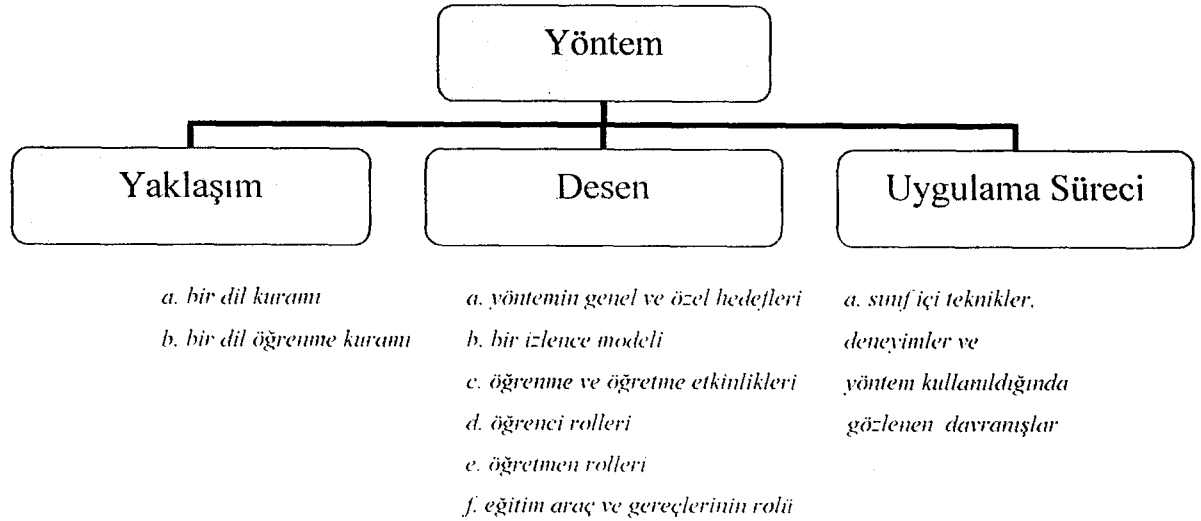 Yöntem
Yaklaşım
Desen
Uygulama Süreci
a. bir dil kuramı
b. bir dil öğrenme kuramı
a. yöntemin genel ve özel hedefleri
b. bir izlence modeli
c. öğrenme ve öğretme etkinlikleri
d. öğrenci rolleri
e. öğretmen rolleri
f. eğitim araç ve gereçlerinin rolü
a. sınıf içi teknikler,
deneyimler ve
yöntem kullanıldığında
gözlenen davranışlar